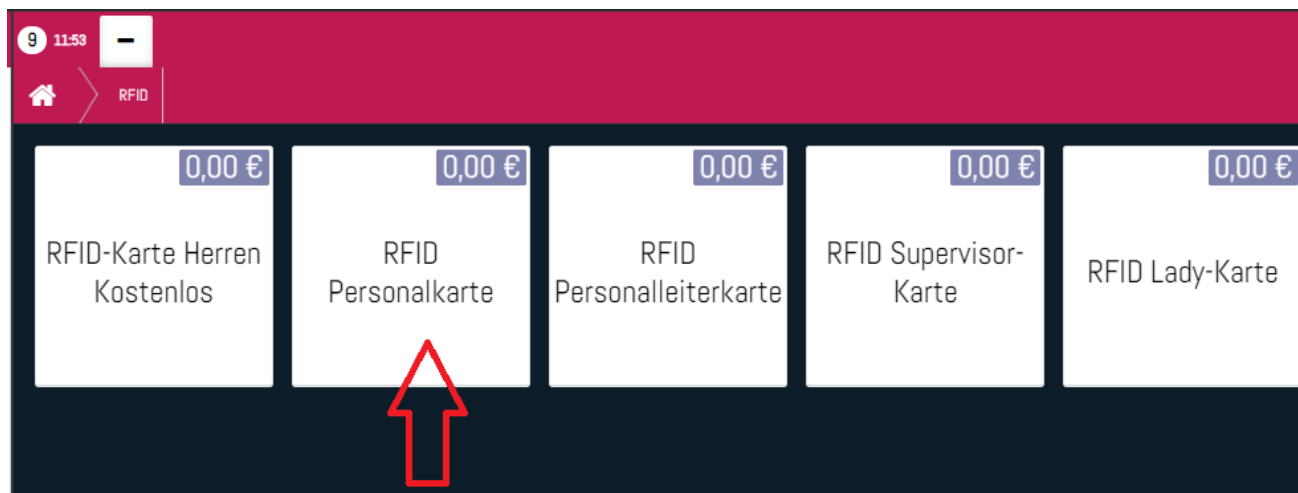 9 11:53 –
RFID
0,00 €
RFID-Karte Herren
Kostenlos
0,00 €
RFID
Personalkarte
0,00 €
RFID
Personalleiterkarte
0,00 €
RFID Supervisor-
Karte
0,00 €
RFID Lady-Karte